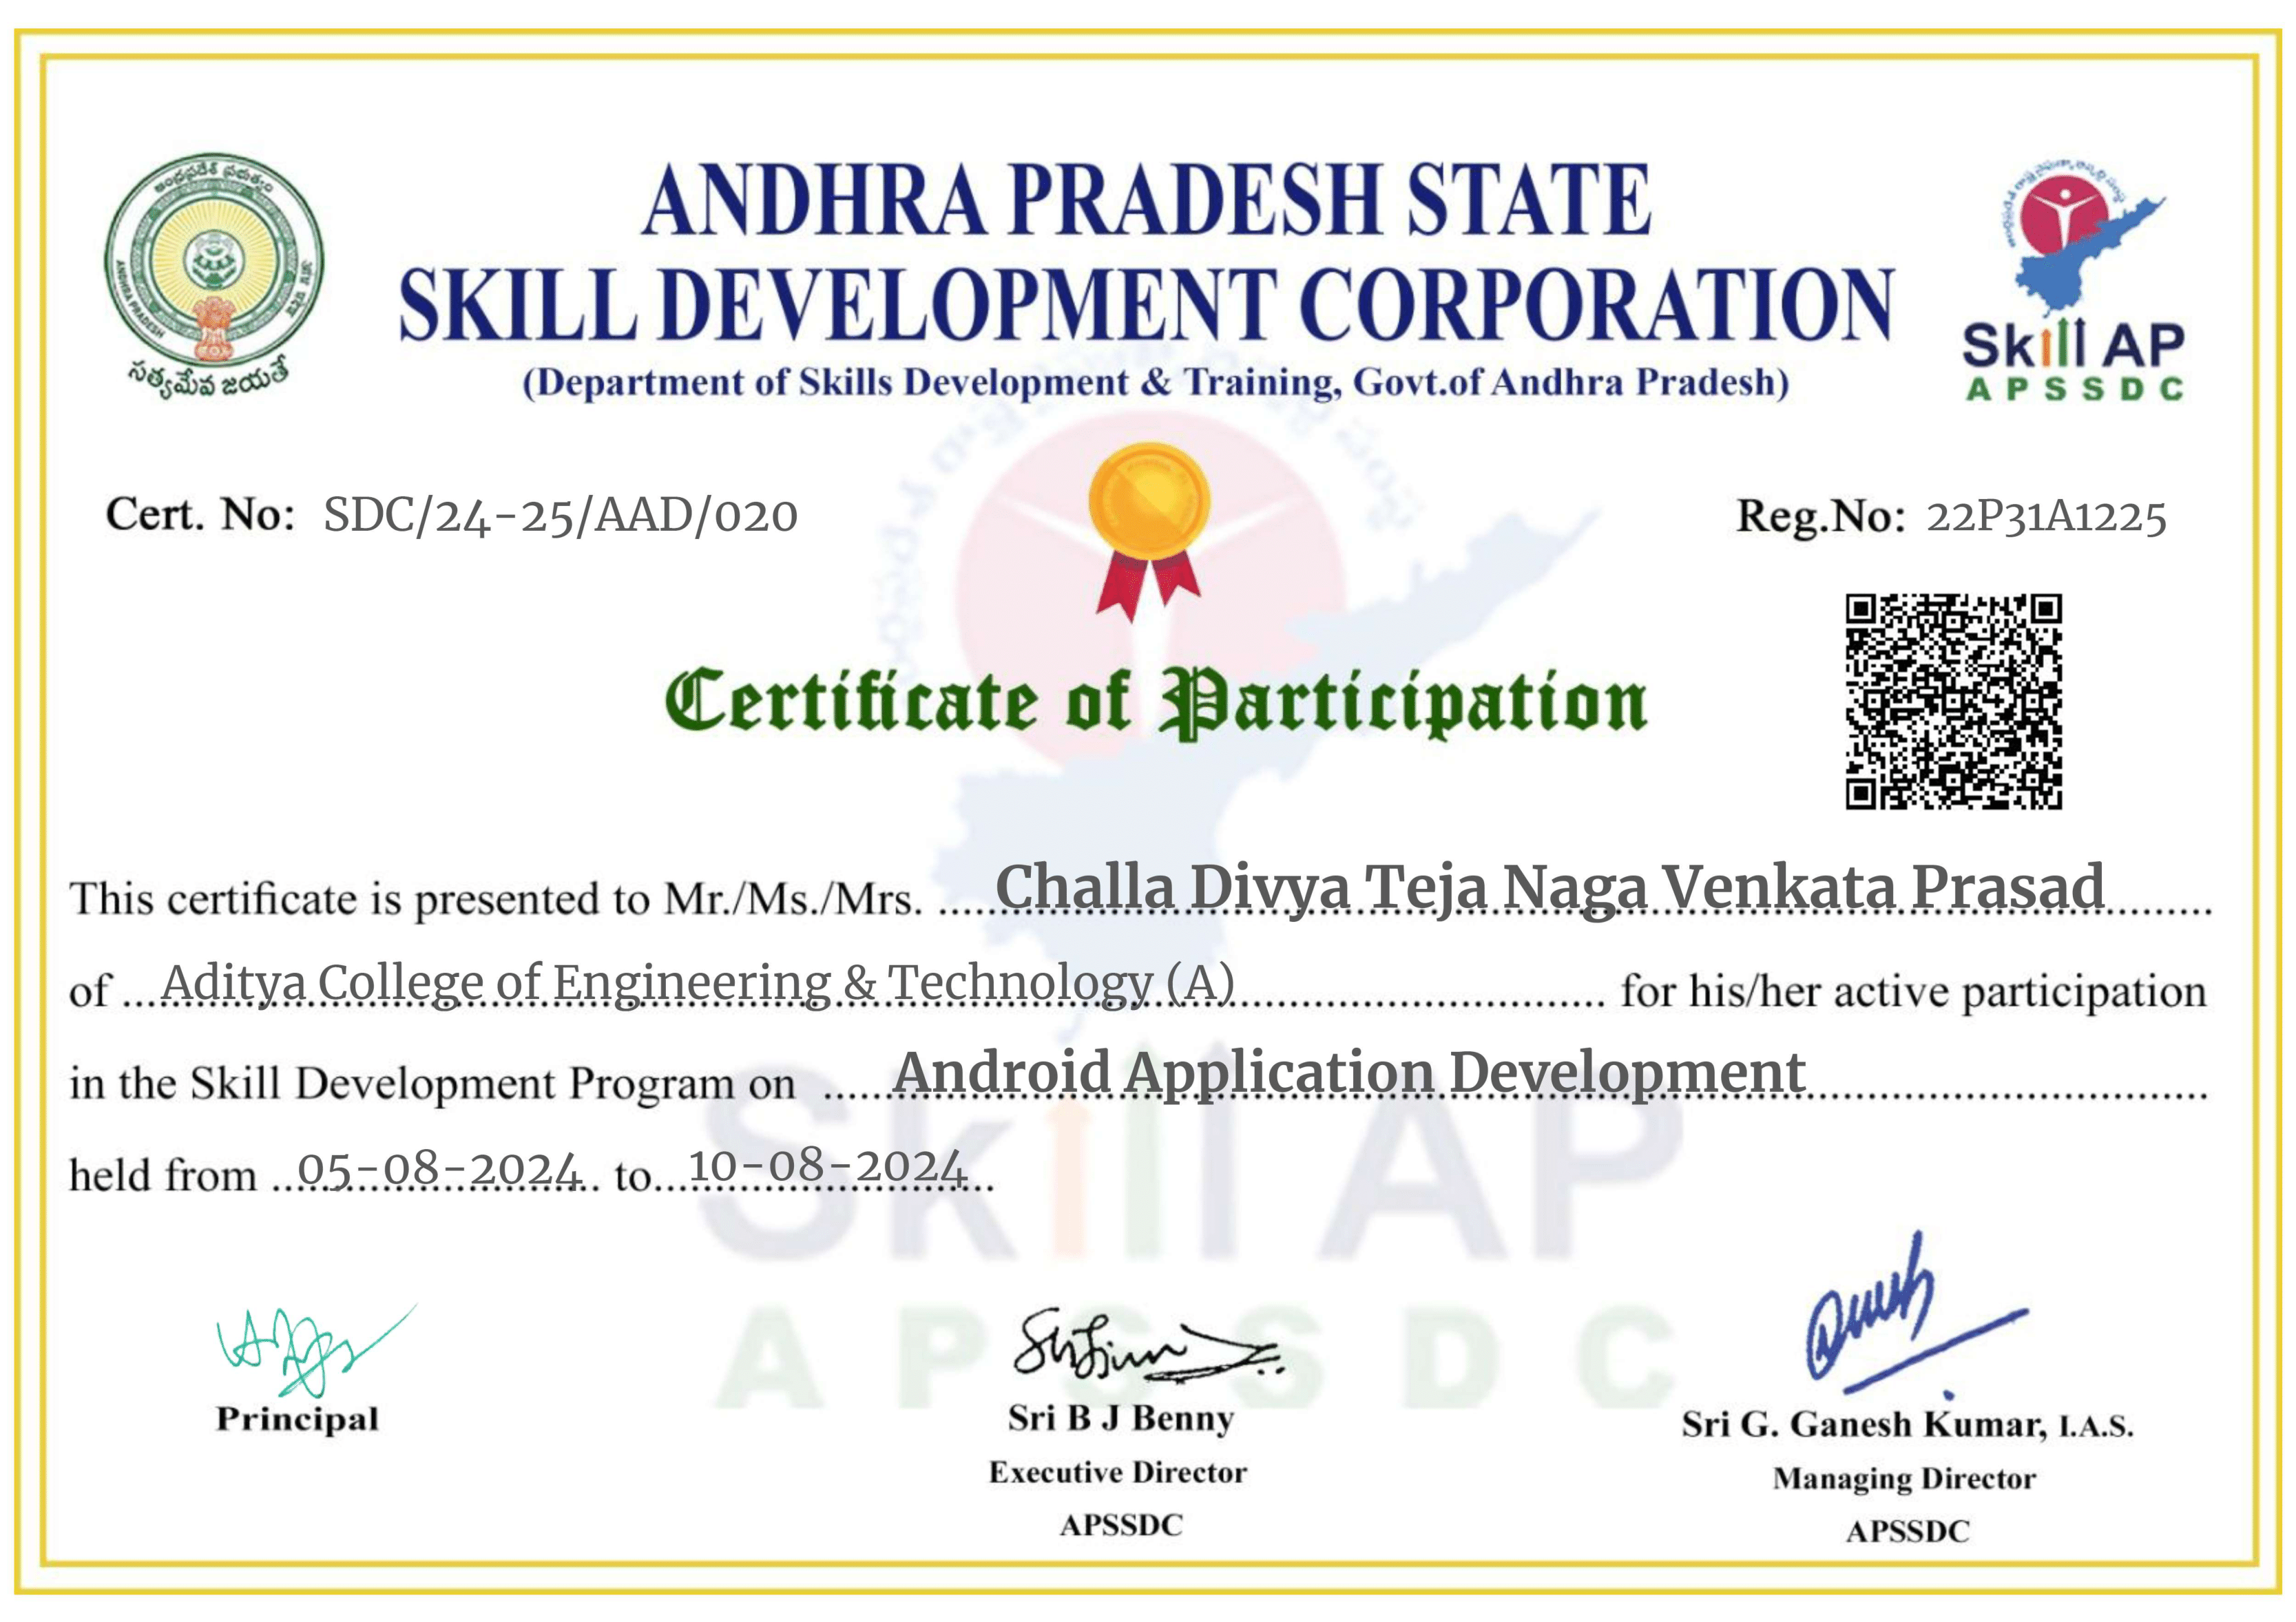 ఆంధ్రప్రదేశ్ ప్రభుత్వం
ANDHRA PRADESH
సత్యమేవ జయతే
ANDHRA PRADESH STATE
SKILL DEVELOPMENT CORPORATION
(Department of Skills Development & Training, Govt.of Andhra Pradesh)
Skill AP
APSSDC
Cert. No: SDC/24-25/AAD/020
Reg.No: 22P31A1225
Certificate of Participation
This certificate is presented to Mr./Ms./Mrs. Challa Divya Teja Naga Venkata Prasad
of Aditya College of Engineering & Technology (A) for his/her active participation
in the Skill Development Program on Android Application Development
held from 05-08-2024 to 10-08-2024
Skill AP
APSSDC
Principal
Sri B J Benny
Executive Director
APSSDC
Sri G. Ganesh Kumar, I.A.S.
Managing Director
APSSDC